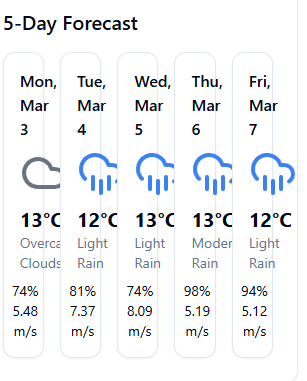 5-Day Forecast
Mon,
Mar
3
13°C
Overca
Clouds
74%
5.48
m/s
Tue,
Mar
4
12°C
Light
Rain
81%
7.37
m/s
Wed,
Mar
5
13°C
Light
Rain
74%
8.09
m/s
Thu,
Mar
6
13°C
Moder
Rain
98%
5.19
m/s
Fri,
Mar
7
12°C
Light
Rain
94%
5.12
m/s